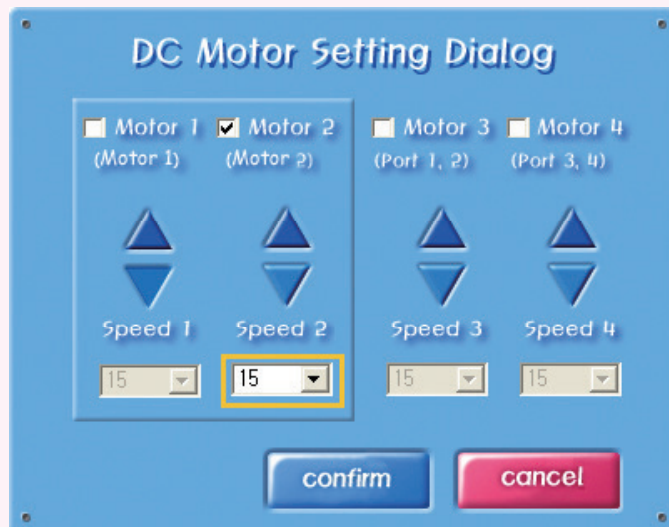 DC Motor Setting Dialog
Motor 1 Motor 2 Motor 3 Motor 4
(Motor 1) (Motor 2) (Port 1, 2) (Port 3, 4)
Speed 1 Speed 2 Speed 3 Speed 4
15 15 15 15
confirm cancel